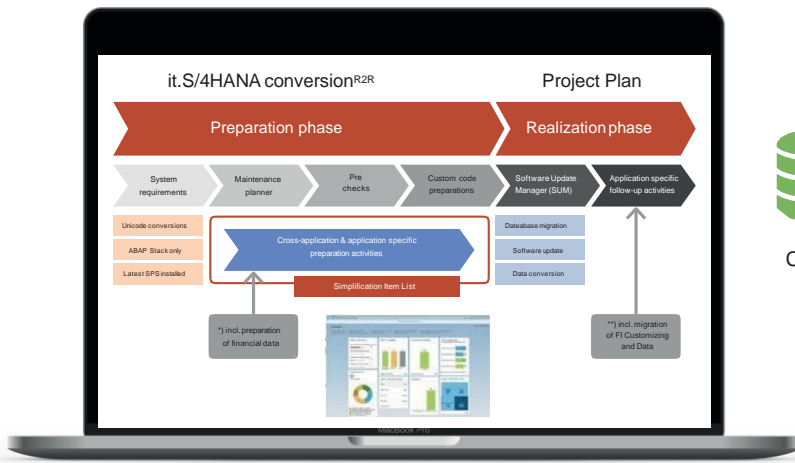 it.S/4HANA conversionR2R
Project Plan
Preparation phase
Realization phase
System
requirements
Maintenance
planner
Pre
checks
Custom code
preparations
Software Update
Manager (SUM)
Application specific
follow-up activities
Unicode conversions
ABAP Stack only
Latest SPS installed
Cross-application & application specific
preparation activities
Simplification Item List
Dateabase migration
Software update
Data conversion
*) incl. preparation
of financial data
**) incl. migration
of FI Customizing
and Data
MacBook Pro